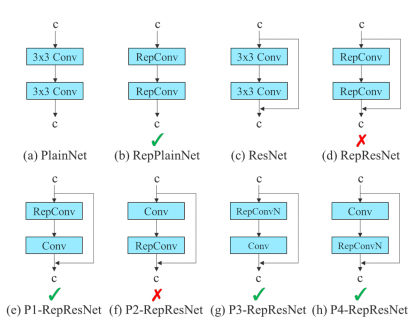 c c c c
3x3 Conv RepConv 3x3 Conv RepConv
3x3 Conv RepConv 3x3 Conv RepConv
c c c c
(a) PlainNet (b) RepPlainNet (c) ResNet (d) RepResNet
c c c c
RepConv Conv RepConvN Conv
Conv RepConv Conv RepConvN
c c c c
(e) P1-RepResNet (f) P2-RepResNet (g) P3-RepResNet (h) P4-RepResNet